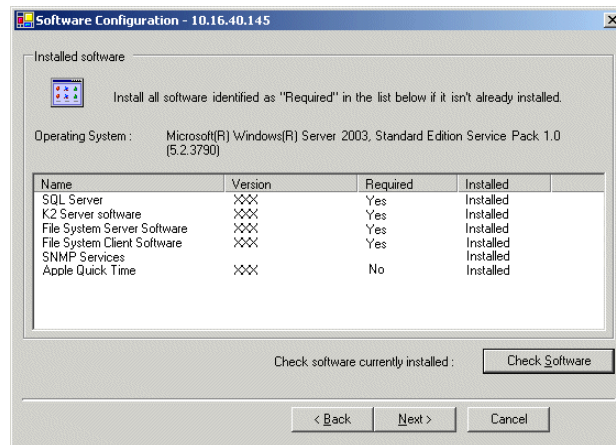 Software Configuration - 10.16.40.145
Installed software
Install all software identified as "Required" in the list below if it isn't already installed.
Operating System : Microsoft(R) Windows(R) Server 2003, Standard Edition Service Pack 1.0
(5.2.3790)
Name Version Required Installed
SQL Server XXX Yes Installed
K2 Server software XXX Yes Installed
File System Server Software XXX Yes Installed
File System Client Software XXX Yes Installed
SNMP Services Installed
Apple Quick Time XXX No Installed
Check software currently installed : Check Software
< Back Next > Cancel